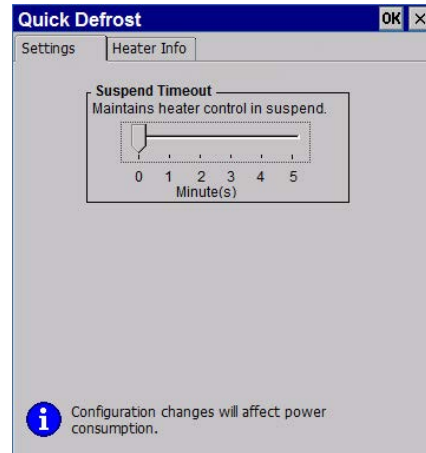 Quick Defrost OK ×
Settings Heater Info
Suspend Timeout
Maintains heater control in suspend.
0 1 2 3 4 5
Minute(s)
Configuration changes will affect power
consumption.